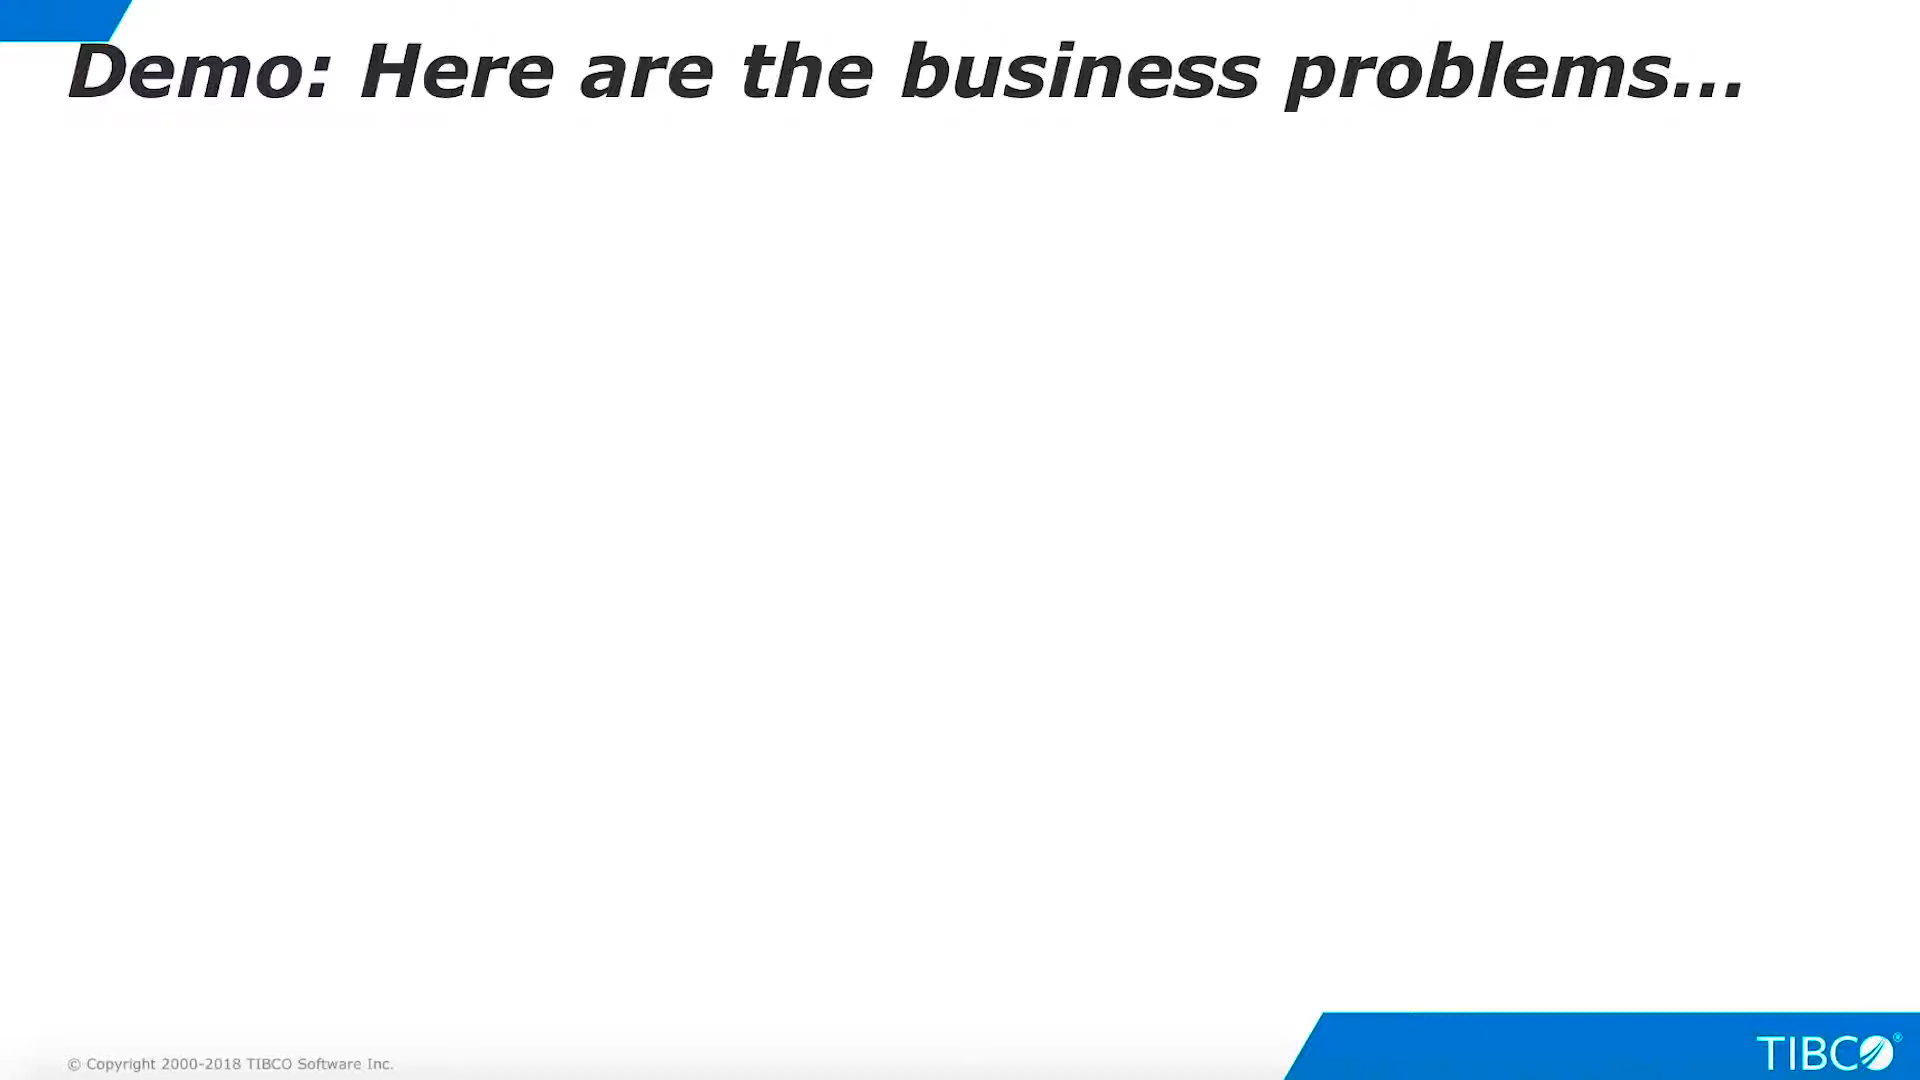 Demo: Here are the business problems...
© Copyright 2000-2018 TIBCO Software Inc.
TIBCO®